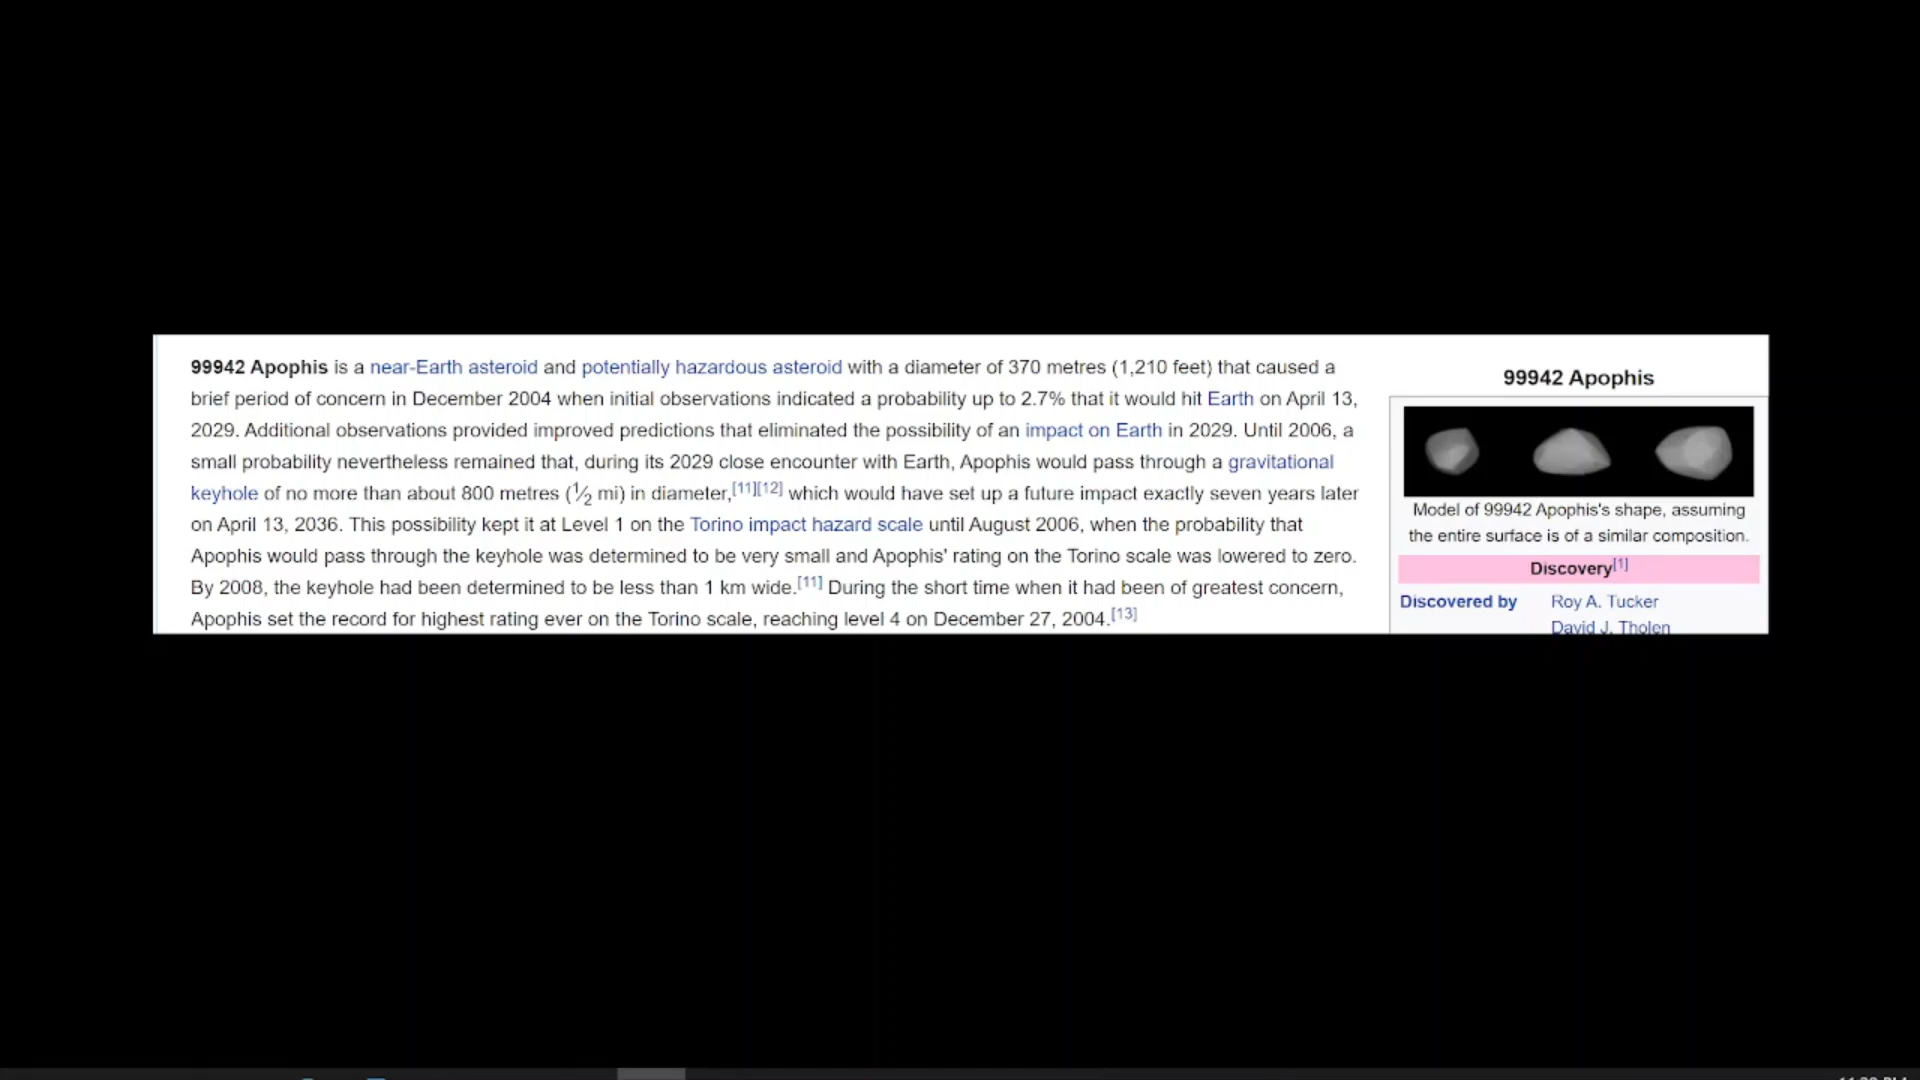 99942 Apophis is a near-Earth asteroid and potentially hazardous asteroid with a diameter of 370 metres (1,210 feet) that caused a
brief period of concern in December 2004 when initial observations indicated a probability up to 2.7% that it would hit Earth on April 13,
2029. Additional observations provided improved predictions that eliminated the possibility of an impact on Earth in 2029. Until 2006, a
small probability nevertheless remained that, during its 2029 close encounter with Earth, Apophis would pass through a gravitational
keyhole of no more than about 800 metres (1⁄2 mi) in diameter,[11][12] which would have set up a future impact exactly seven years later
on April 13, 2036. This possibility kept it at Level 1 on the Torino impact hazard scale until August 2006, when the probability that
Apophis would pass through the keyhole was determined to be very small and Apophis' rating on the Torino scale was lowered to zero.
By 2008, the keyhole had been determined to be less than 1 km wide.[11] During the short time when it had been of greatest concern,
Apophis set the record for highest rating ever on the Torino scale, reaching level 4 on December 27, 2004.[13]
99942 Apophis
Model of 99942 Apophis's shape, assuming
the entire surface is of a similar composition.
Discovery[1]
Discovered by Roy A. Tucker
David J. Tholen